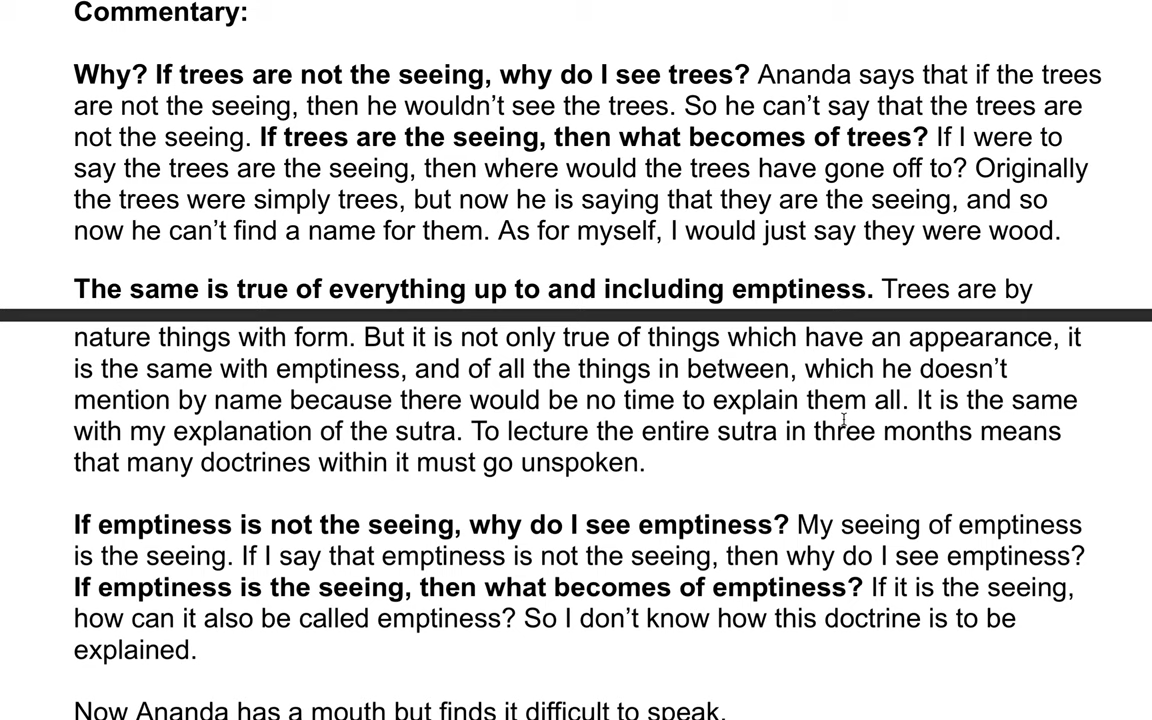 Commentary:
Why? If trees are not the seeing, why do I see trees? Ananda says that if the trees
are not the seeing, then he wouldn’t see the trees. So he can’t say that the trees are
not the seeing. If trees are the seeing, then what becomes of trees? If I were to
say the trees are the seeing, then where would the trees have gone off to? Originally
the trees were simply trees, but now he is saying that they are the seeing, and so
now he can’t find a name for them. As for myself, I would just say they were wood.
The same is true of everything up to and including emptiness. Trees are by
nature things with form. But it is not only true of things which have an appearance, it
is the same with emptiness, and of all the things in between, which he doesn’t
mention by name because there would be no time to explain them all. It is the same
with my explanation of the sutra. To lecture the entire sutra in three months means
that many doctrines within it must go unspoken.
If emptiness is not the seeing, why do I see emptiness? My seeing of emptiness
is the seeing. If I say that emptiness is not the seeing, then why do I see emptiness?
If emptiness is the seeing, then what becomes of emptiness? If it is the seeing,
how can it also be called emptiness? So I don’t know how this doctrine is to be
explained.
Now Ananda has a mouth but finds it difficult to speak.